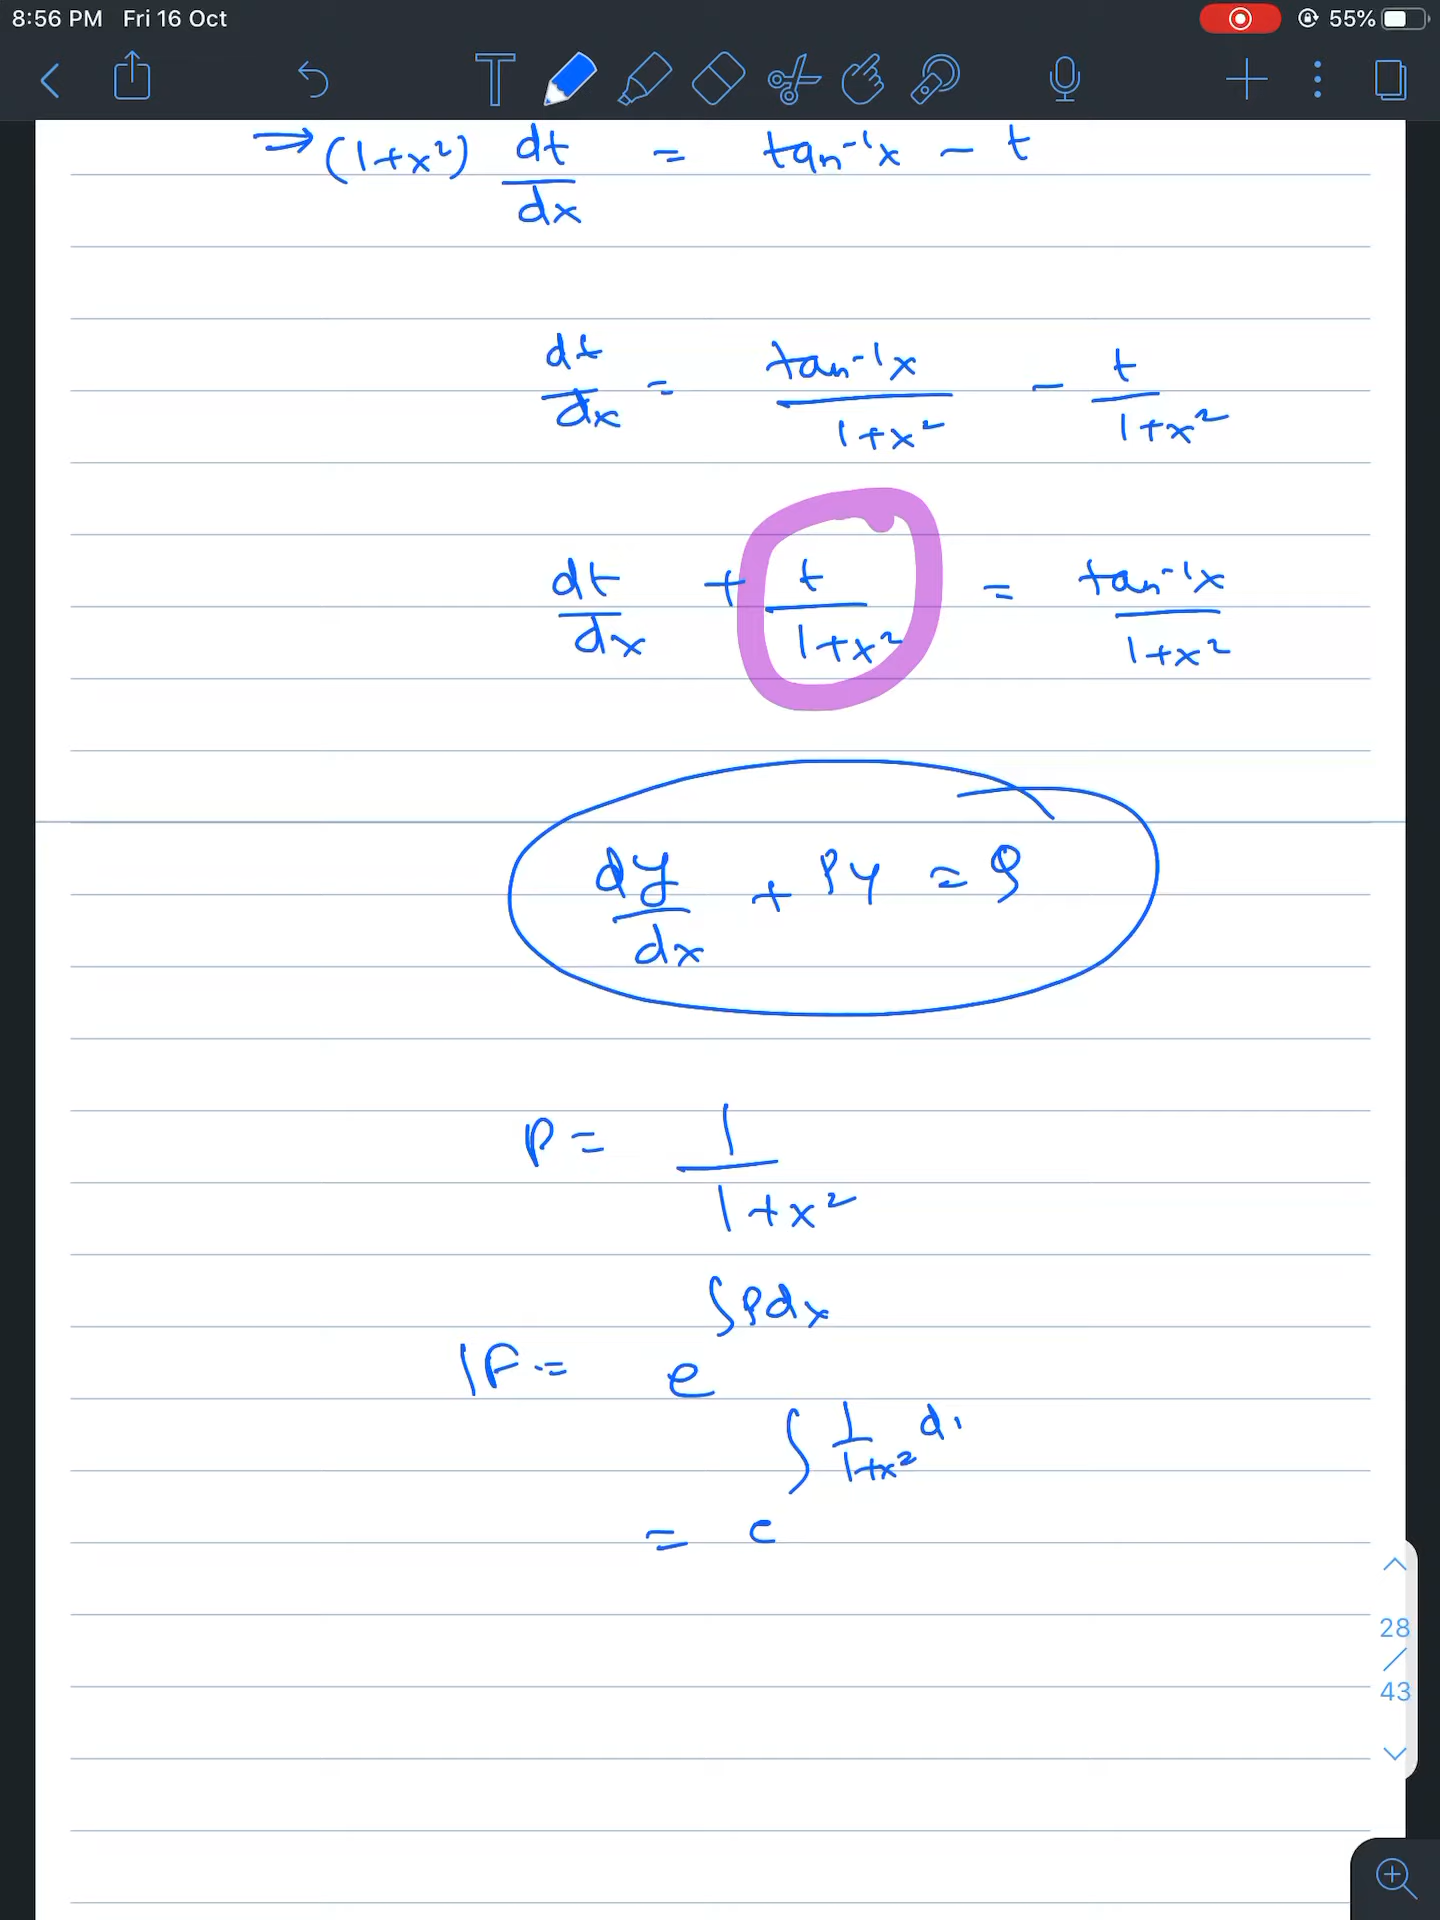 8:56 PM Fri 16 Oct 55%
T
⇒ (1+x²) dt/dx = tan⁻¹x − t
dt/dx = tan⁻¹x/1+x² − t/1+x²
dt/dx + t/1+x² = tan⁻¹x/1+x²
dy/dx + Py = Q
P = 1/1+x²
IF = e^∫Pdx
= e^∫ 1/1+x² d
28
/
43